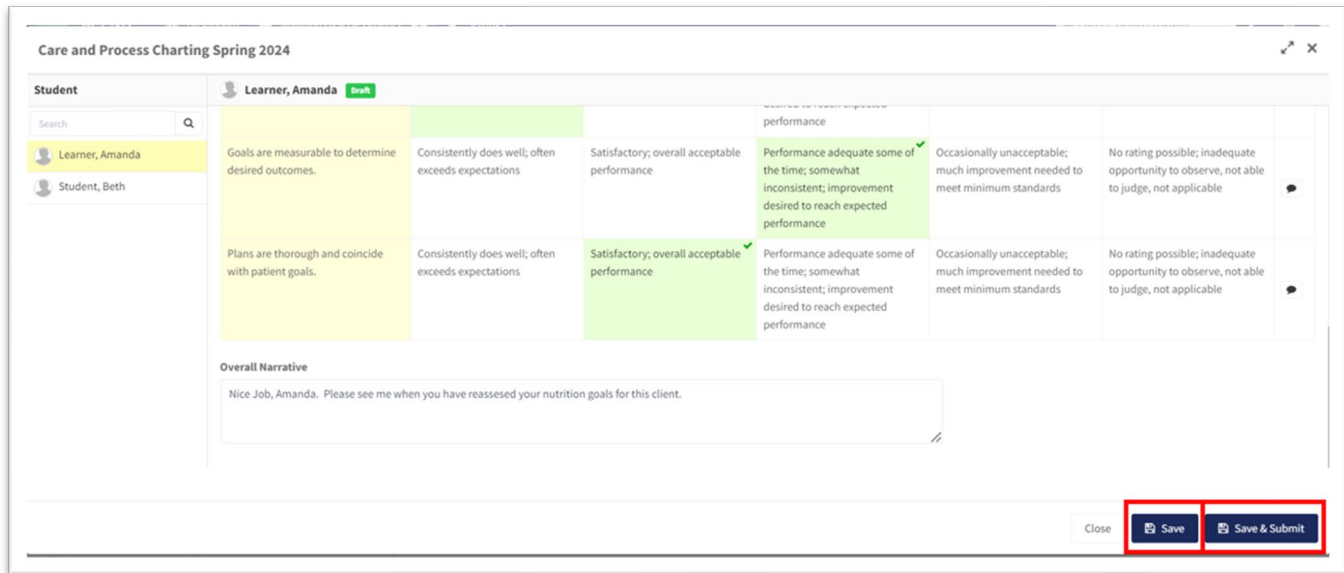 Care and Process Charting Spring 2024
Student
Learner, Amanda Draft
Search
Learner, Amanda
Student, Beth
performance
Goals are measurable to determine
desired outcomes.
Consistently does well; often
exceeds expectations
Satisfactory; overall acceptable
performance
Performance adequate some of
the time; somewhat
inconsistent; improvement
desired to reach expected
performance
Occasionally unacceptable;
much improvement needed to
meet minimum standards
No rating possible; inadequate
opportunity to observe, not able
to judge, not applicable
Plans are thorough and coincide
with patient goals.
Consistently does well; often
exceeds expectations
Satisfactory; overall acceptable
performance
Performance adequate some of
the time; somewhat
inconsistent; improvement
desired to reach expected
performance
Occasionally unacceptable;
much improvement needed to
meet minimum standards
No rating possible; inadequate
opportunity to observe, not able
to judge, not applicable
Overall Narrative
Nice Job, Amanda. Please see me when you have reassesed your nutrition goals for this client.
Close
Save
Save & Submit